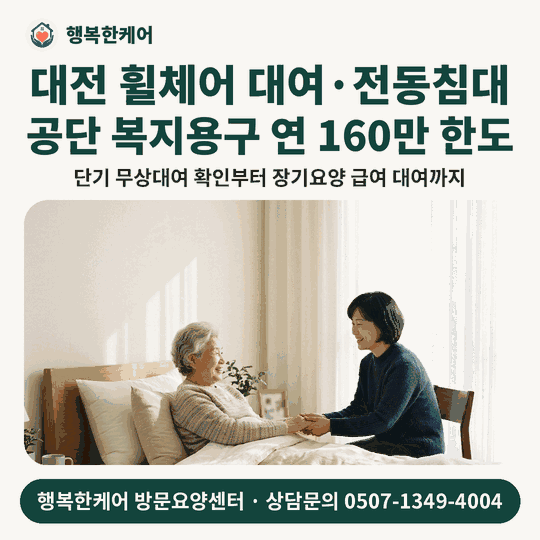 행복한케어
대전 휠체어 대여·전동침대
공단 복지용구 연 160만 한도
단기 무상대여 확인부터 장기요양 급여 대여까지
행복한케어 방문요양센터 · 상담문의 0507-1349-4004